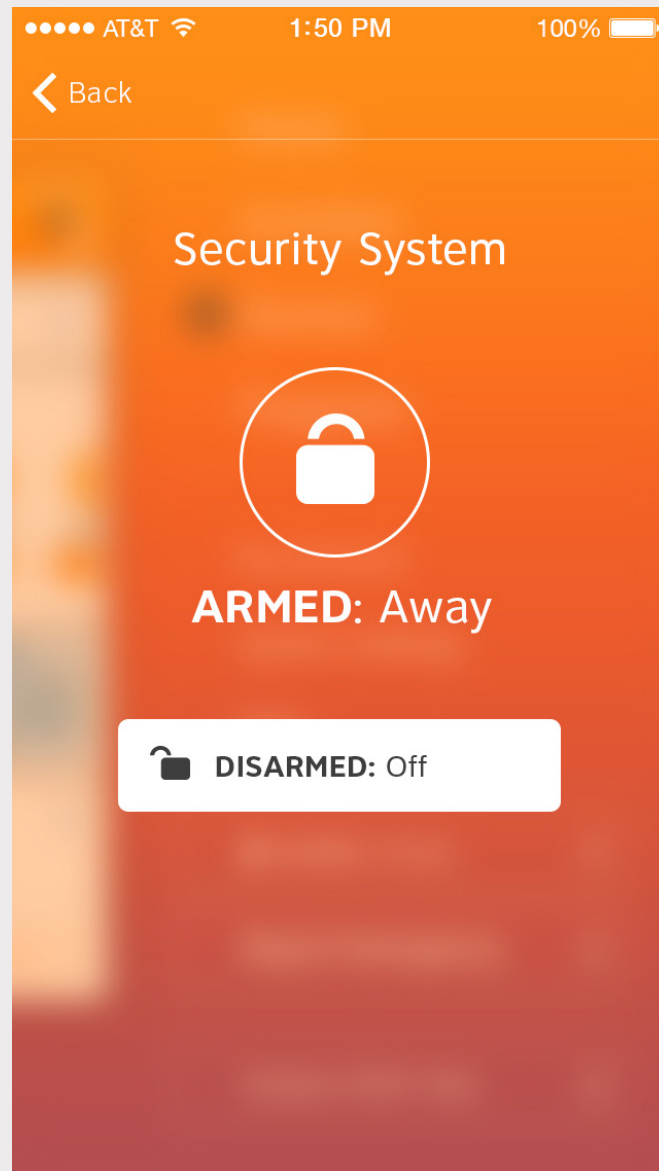 AT&T 1:50 PM 100%
Back
Security System
ARMED: Away
DISARMED: Off